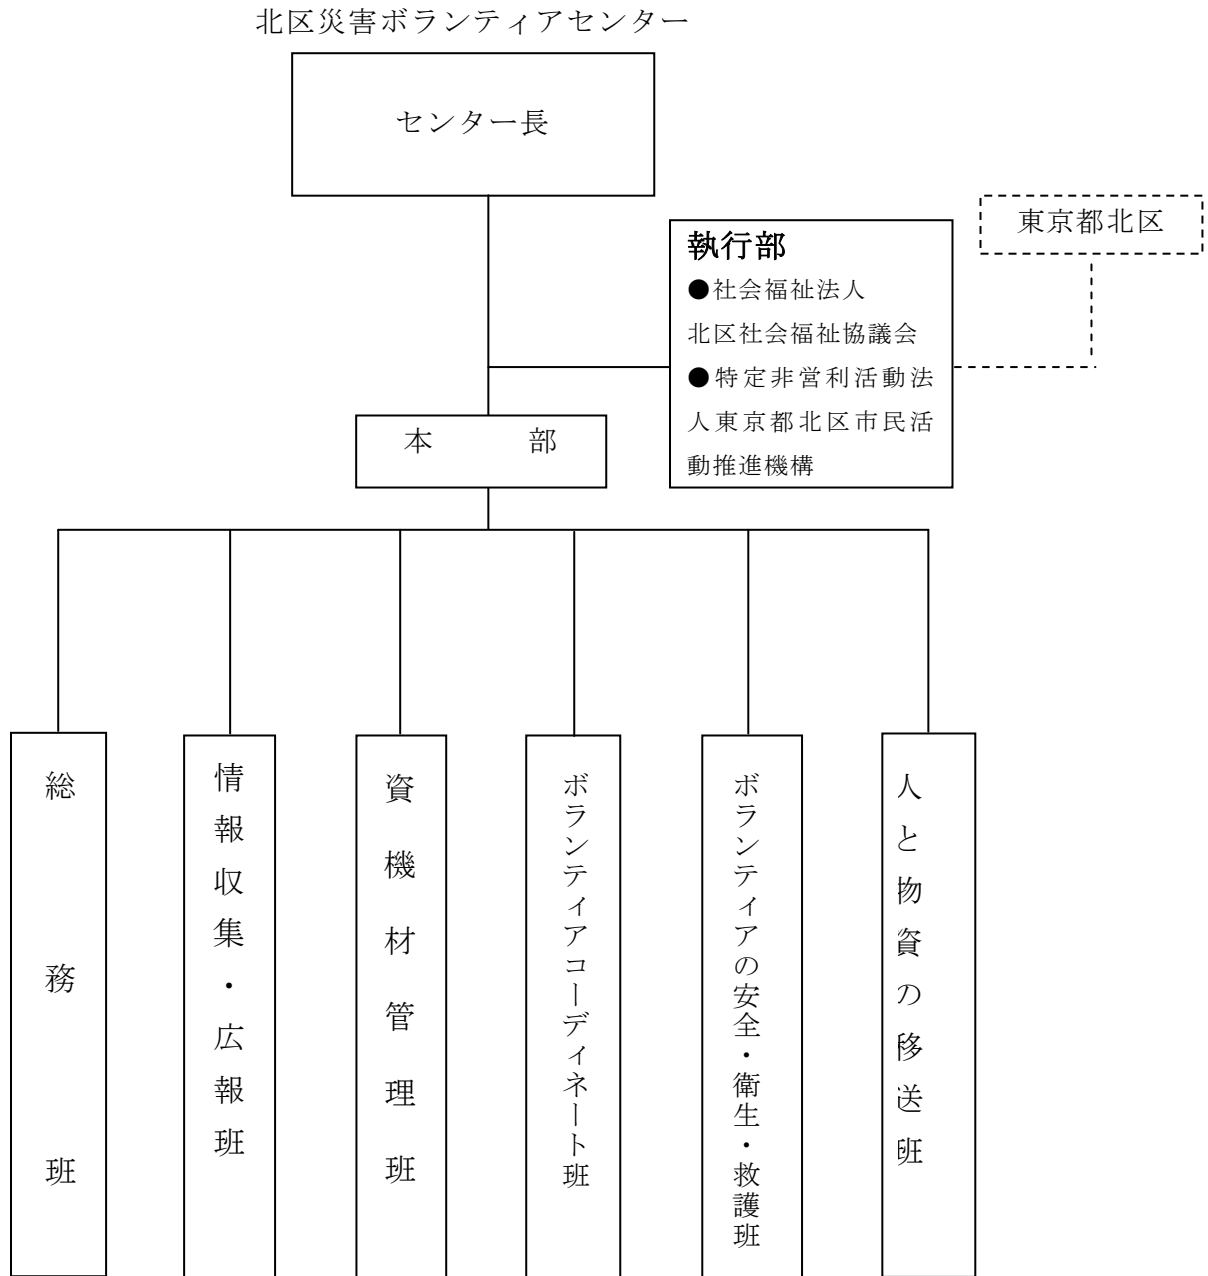 北区災害ボランティアセンター
センター長
東京都北区
執行部
●社会福祉法人
北区社会福祉協議会
●特定非営利活動法
人東京都北区市民活
動推進機構
本　　部
総務班
情報収集・広報班
資機材管理班
ボランティアコーディネート班
ボランティアの安全・衛生・救護班
人と物資の移送班